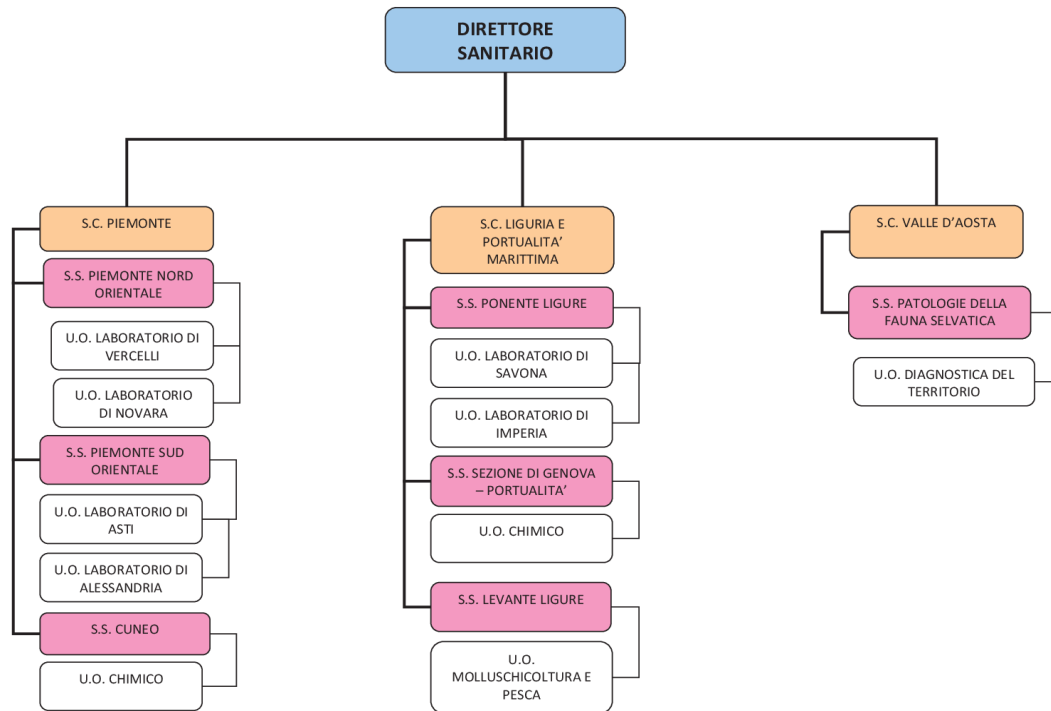 DIRETTORE
SANITARIO
S.C. PIEMONTE
S.S. PIEMONTE NORD
ORIENTALE
U.O. LABORATORIO DI
VERCELLI
U.O. LABORATORIO
DI NOVARA
S.S. PIEMONTE SUD
ORIENTALE
U.O. LABORATORIO DI
ASTI
U.O. LABORATORIO DI
ALESSANDRIA
S.S. CUNEO
U.O. CHIMICO
S.C. LIGURIA E
PORTUALITA’
MARITTIMA
S.S. PONENTE LIGURE
U.O. LABORATORIO DI
SAVONA
U.O. LABORATORIO DI
IMPERIA
S.S. SEZIONE DI GENOVA
– PORTUALITA’
U.O. CHIMICO
S.S. LEVANTE LIGURE
U.O.
MOLLUSCHICOLTURA E
PESCA
S.C. VALLE D’AOSTA
S.S. PATOLOGIE DELLA
FAUNA SELVATICA
U.O. DIAGNOSTICA DEL
TERRITORIO